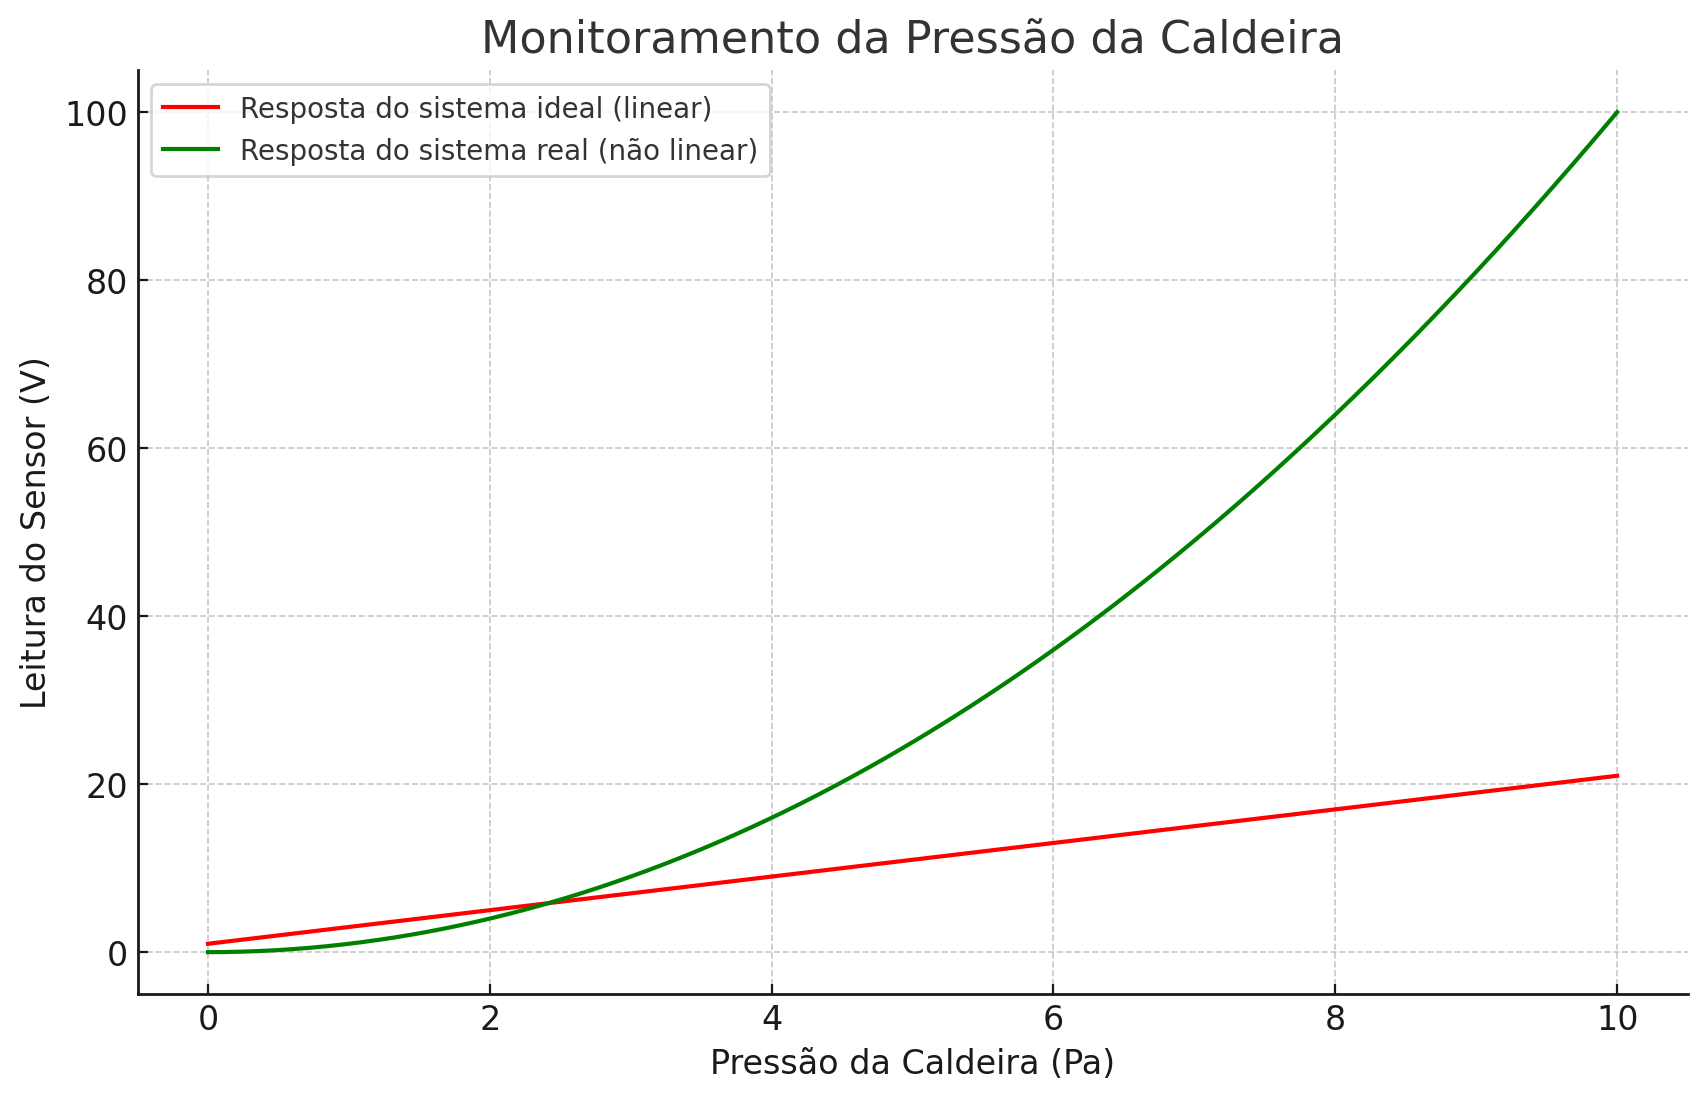 Monitoramento da Pressão da Caldeira
Resposta do sistema ideal (linear)
Resposta do sistema real (não linear)
100
80
60
40
20
0
Leitura do Sensor (V)
0 2 4 6 8 10
Pressão da Caldeira (Pa)